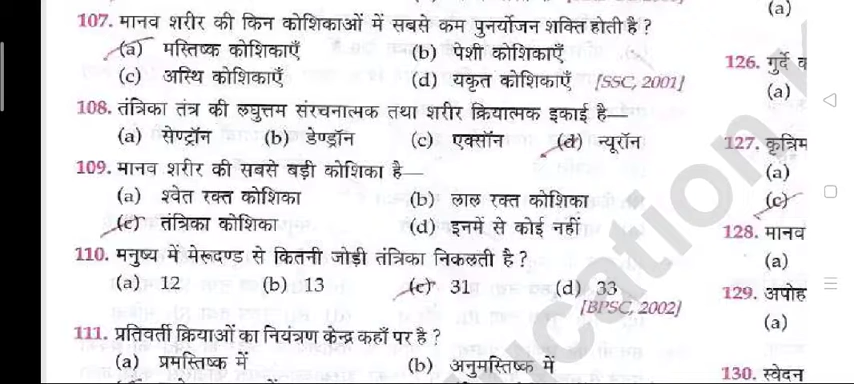 107. मानव शरीर की किन कोशिकाओं में सबसे कम पुनर्योजन शक्ति होती है ?
(a) मस्तिष्क कोशिकाएँ (b) पेशी कोशिकाएँ
(c) अस्थि कोशिकाएँ (d) यकृत कोशिकाएँ [SSC, 2001]
108. तंत्रिका तंत्र की लघुत्तम संरचनात्मक तथा शरीर क्रियात्मक इकाई है—
(a) सेण्ट्रॉन (b) डेण्ड्रॉन (c) एक्सॉन (d) न्यूरॉन
109. मानव शरीर की सबसे बड़ी कोशिका है—
(a) श्वेत रक्त कोशिका (b) लाल रक्त कोशिका
(c) तंत्रिका कोशिका (d) इनमें से कोई नहीं
110. मनुष्य में मेरूदण्ड से कितनी जोड़ी तंत्रिका निकलती है ?
(a) 12 (b) 13 (c) 31 (d) 33
[BPSC, 2002]
111. प्रतिवर्ती क्रियाओं का नियंत्रण केन्द्र कहाँ पर है ?
(a) प्रमस्तिष्क में (b) अनुमस्तिष्क में
(a)
126. गुर्दे
(a)
127. कृत्रिम
(a)
(c)
128. मानव
(a)
129. अपोह
(a)
130. स्वेदन
ucation